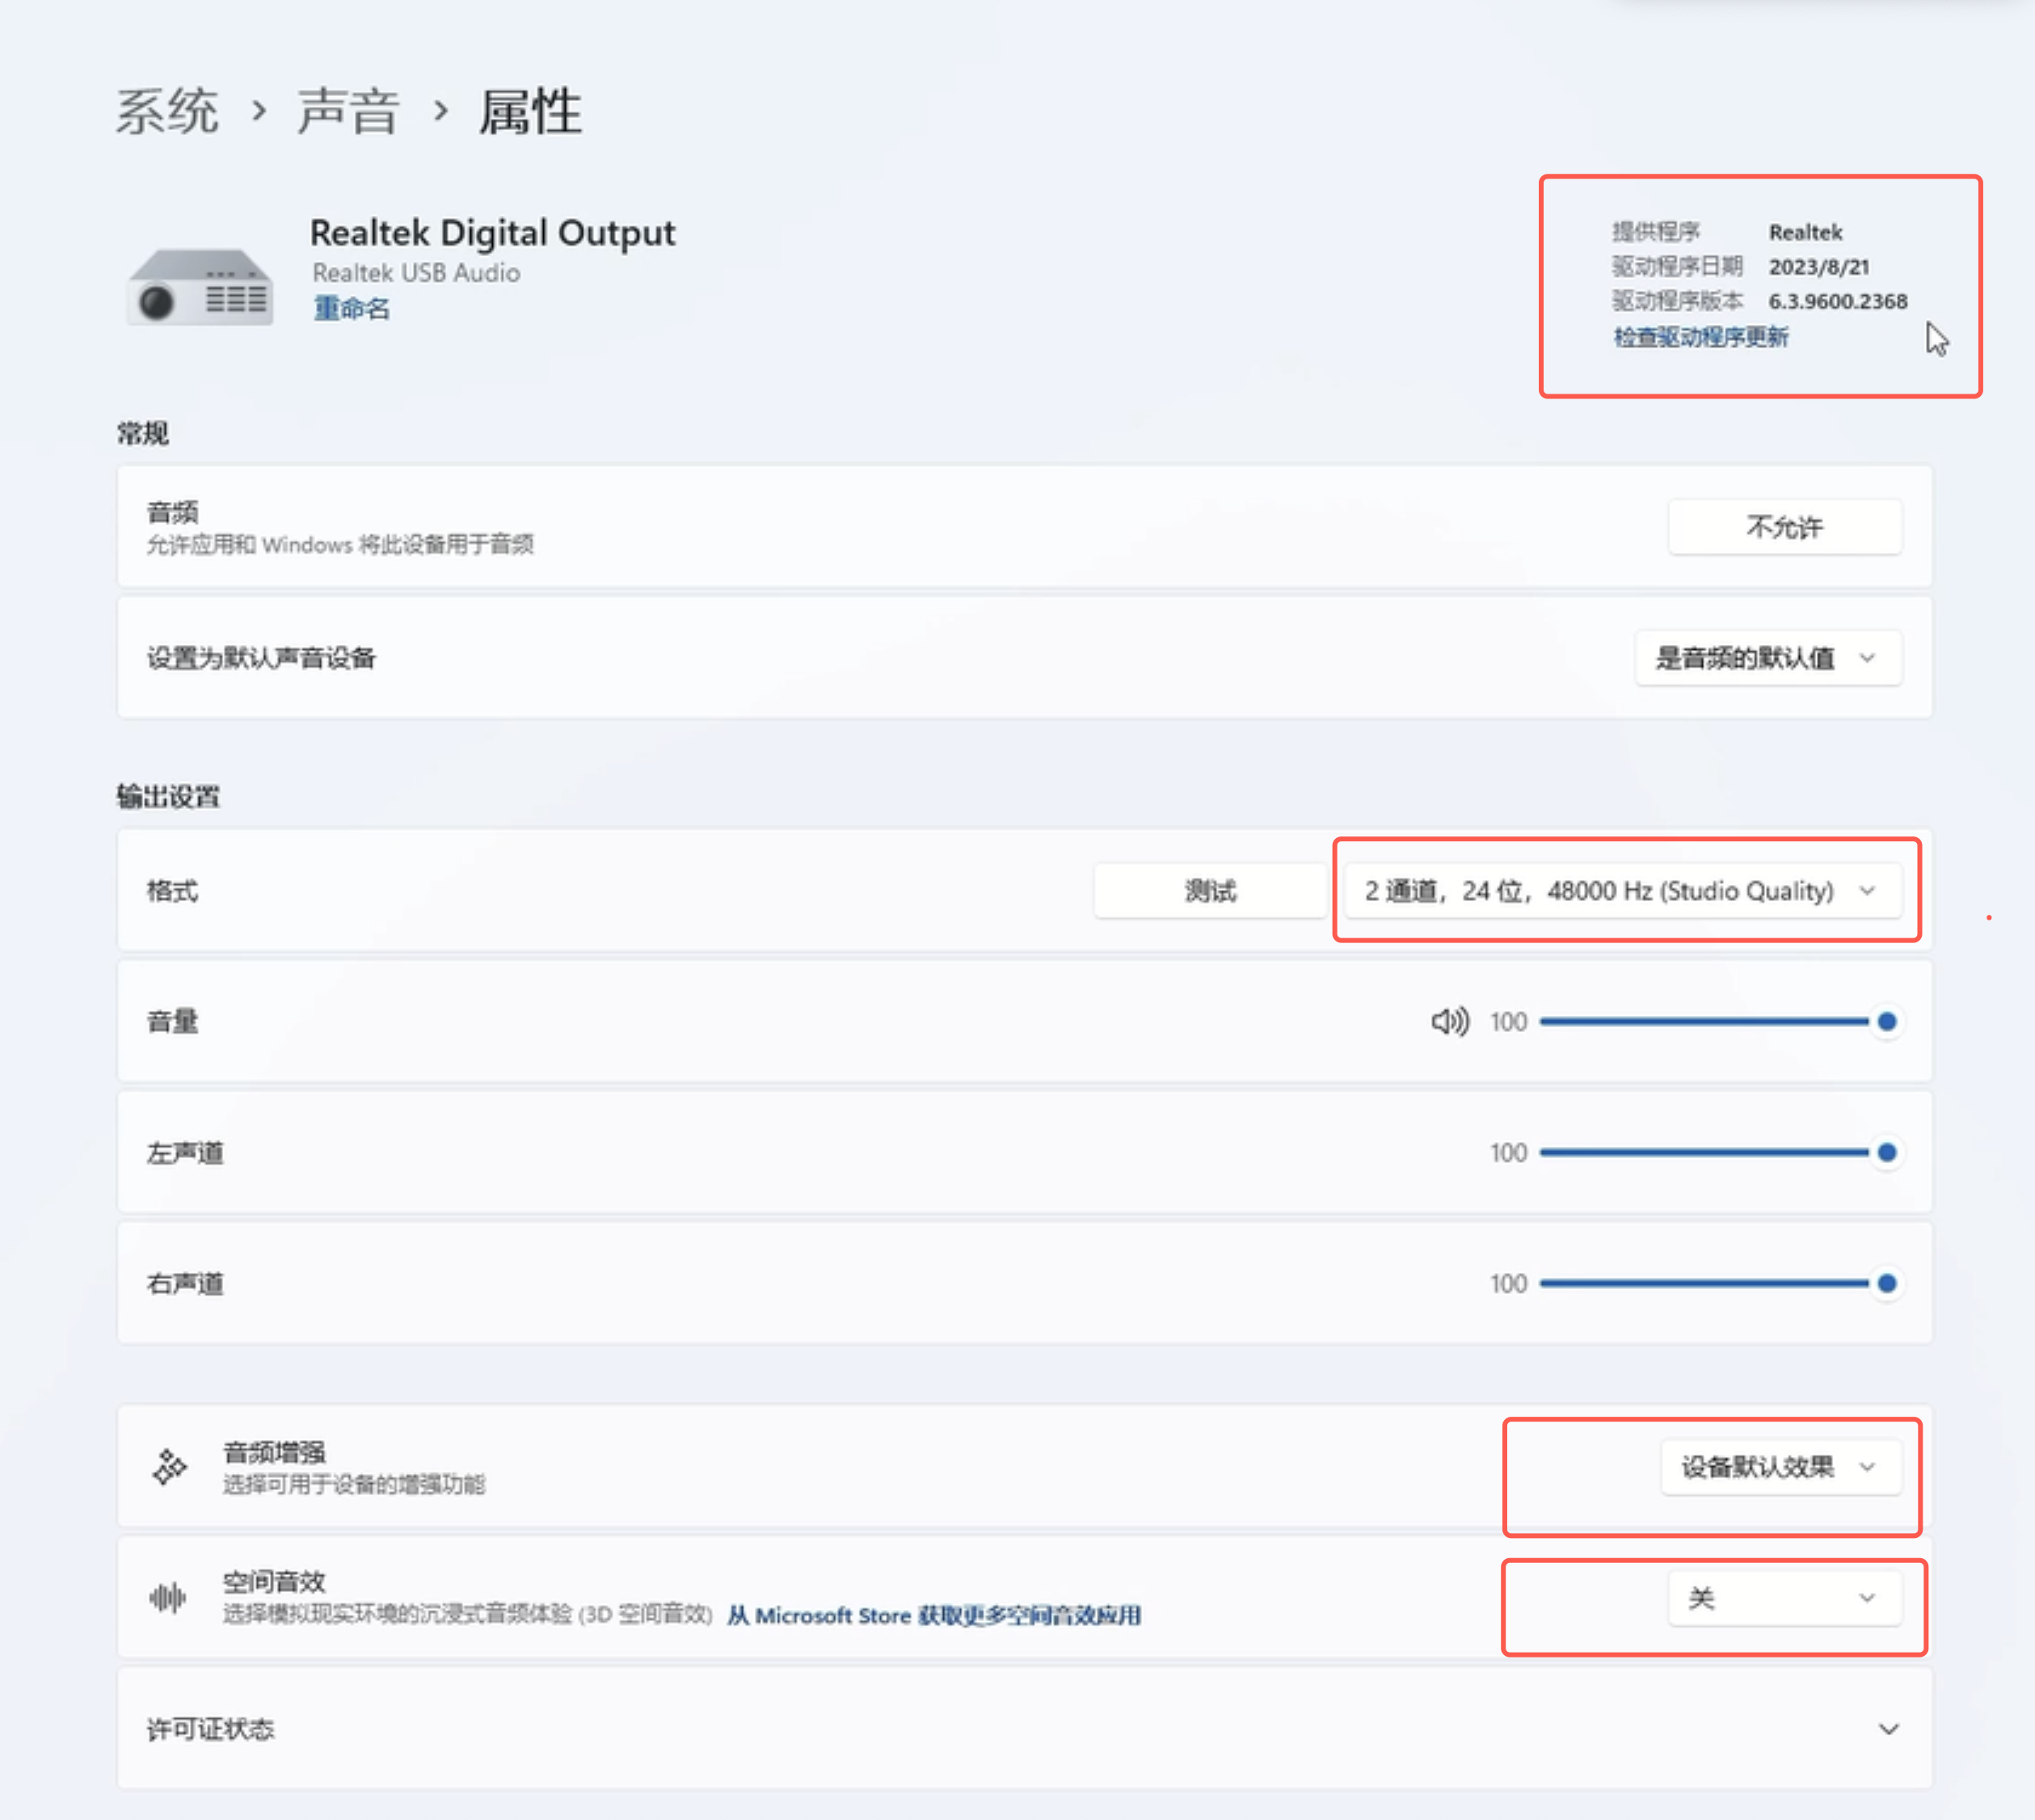 系统 › 声音 › 属性
Realtek Digital Output
Realtek USB Audio
重命名
提供程序 Realtek
驱动程序日期 2023/8/21
驱动程序版本 6.3.9600.2368
检查驱动程序更新
常规
音频
允许应用和 Windows 将此设备用于音频
不允许
设置为默认声音设备
是音频的默认值
输出设置
格式
测试
2 通道，24 位，48000 Hz (Studio Quality)
音量
100
左声道
100
右声道
100
音频增强
选择可用于设备的增强功能
设备默认效果
空间音效
选择模拟现实环境的沉浸式音频体验 (3D 空间音效) 从 Microsoft Store 获取更多空间音效应用
关
许可证状态